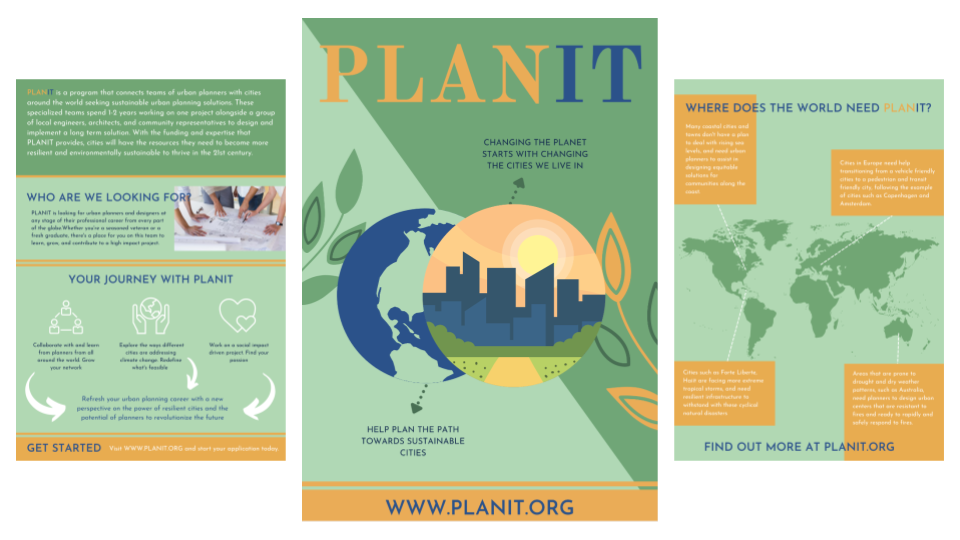 PLANIT is a program that connects teams of urban planners with cities
around the world seeking sustainable urban planning solutions. These
specialized teams spend 1-2 years working on one project alongside a group
of local engineers, architects, and community representatives to design and
implement a long term solution. With the funding and expertise that
PLANIT provides, cities will have the resources they need to become more
resilient and environmentally sustainable to thrive in the 21st century.
WHO ARE WE LOOKING FOR?
PLANIT is looking for urban planners and designers at
any stage of their professional career from every part
of the globe.Whether you're a seasoned veteran or a
fresh graduate, there's a place for you on this team to
learn, grow, and contribute to a high impact project.
YOUR JOURNEY WITH PLANIT
Collaborate with and learn
from planners from all
around the world. Grow
your network
Explore the ways different
cities are addressing
climate change. Redefine
what's feasible
Work on a social impact
driven project. Find your
passion
Refresh your urban planning career with a new
perspective on the power of resilient cities and the
potential of planners to revolutionize the future
GET STARTED Visit WWW.PLANIT.ORG and start your application today
PLANIT
CHANGING THE PLANET
STARTS WITH CHANGING
THE CITIES WE LIVE IN
HELP PLAN THE PATH
TOWARDS SUSTAINABLE
CITIES
WWW.PLANIT.ORG
WHERE DOES THE WORLD NEED PLANIT?
Many coastal cities and
towns don't have a plan
to deal with rising sea
levels, and need urban
planners to assist in
designing equitable
solutions for
communities along the
coast
Cities in Europe need help
transitioning from a vehicle friendly
cities to a pedestrian and transit
friendly city, following the example
of cities such as Copenhagen and
Amsterdam.
Cities such as Forte Liberte,
Haiti are facing more extreme
tropical storms, and need
resilient infrastructure to
withstand with these cyclical
natural disasters
Areas that are prone to
drought and dry weather
patterns, such as Australia,
need planners to design urban
centers that are resistant to
fires and ready to rapidly and
safely respond to fires
FIND OUT MORE AT PLANIT.ORG